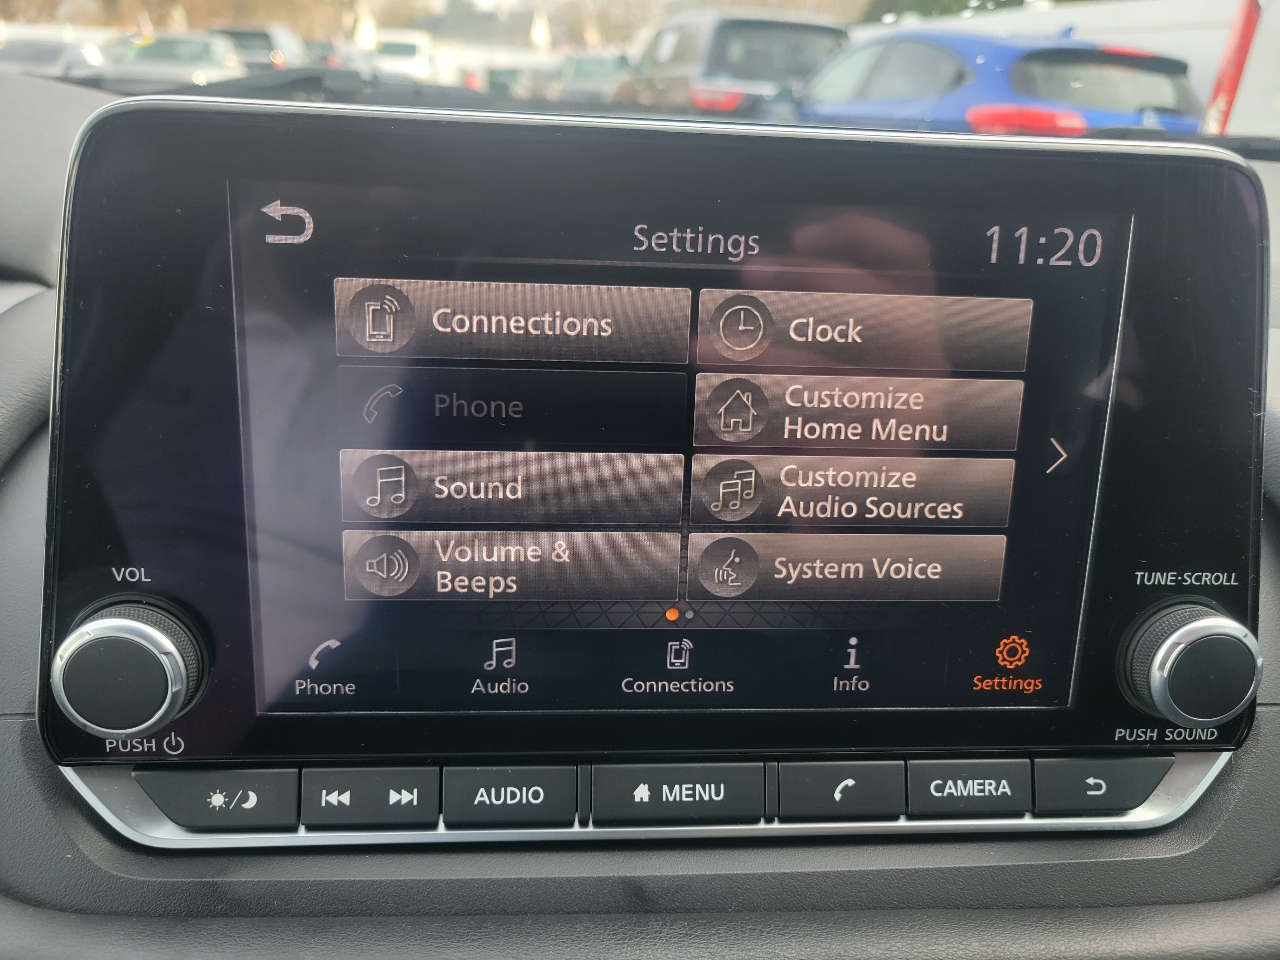 Settings
11:20
Connections
Clock
Phone
Customize
Home Menu
Sound
Customize
Audio Sources
Volume &
Beeps
System Voice
VOL
TUNE·SCROLL
Phone
Audio
Connections
Info
Settings
PUSH
PUSH SOUND
AUDIO
MENU
CAMERA